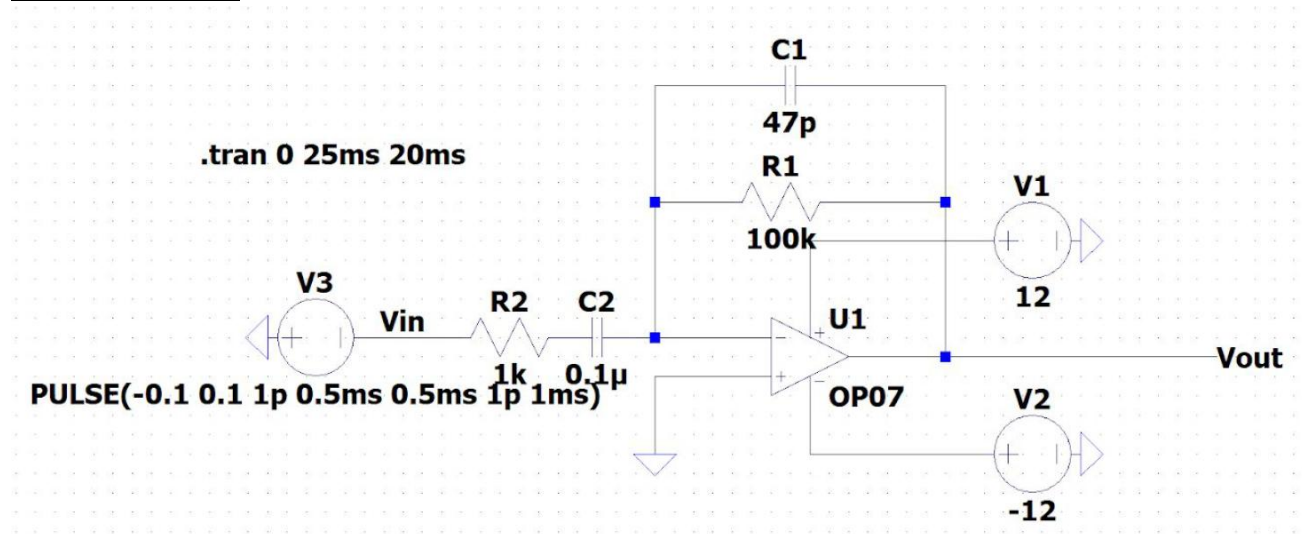 C1
47p
.tran 0 25ms 20ms
R1
100k
V1
12
V3
Vin
R2
1k
C2
0.1µ
PULSE(-0.1 0.1 1p 0.5ms 0.5ms 1p 1ms)
U1
OP07
Vout
V2
-12